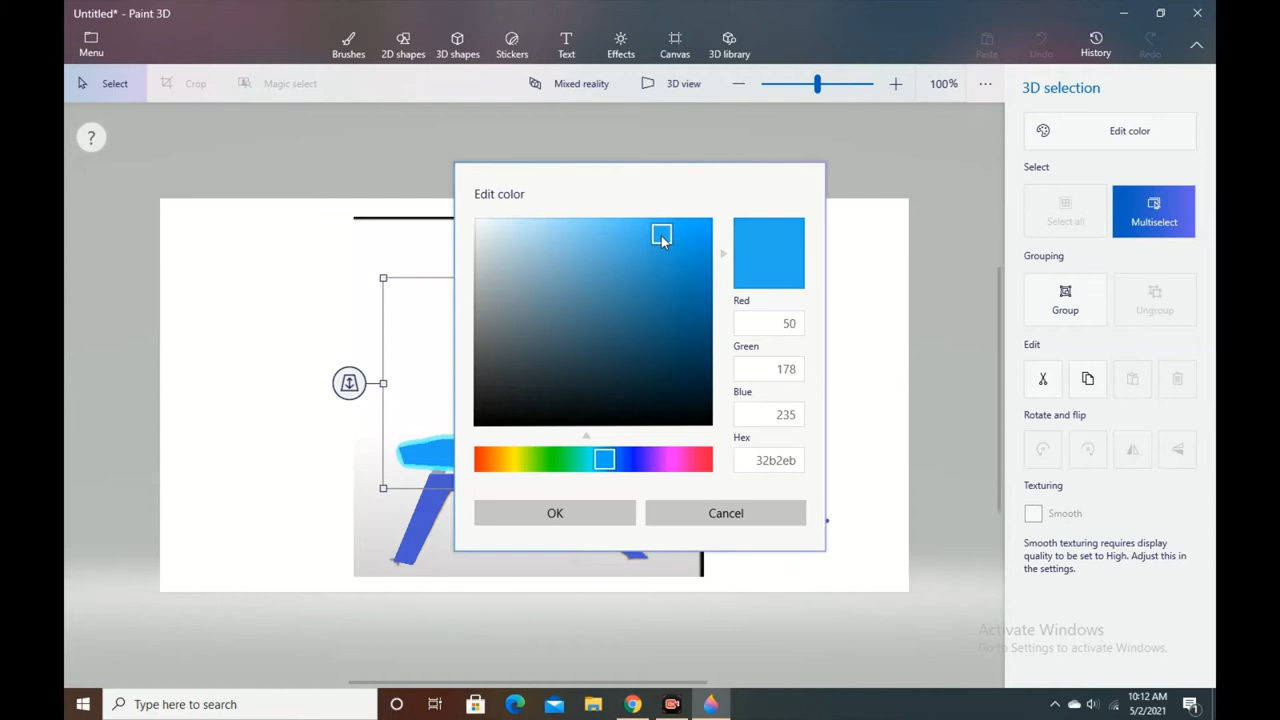 Untitled* - Paint 3D
Menu
Brushes
2D shapes
3D shapes
Stickers
Text
Effects
Canvas
3D library
Paste
Undo
History
Redo
Select
Crop
Magic select
Mixed reality
3D view
100%
?
3D selection
Edit color
Select
Select all
Multiselect
Grouping
Group
Ungroup
Edit
Rotate and flip
Texturing
Smooth
Smooth texturing requires display
quality to be set to High. Adjust this in
the settings.
Edit color
Red
50
Green
178
Blue
235
Hex
32b2eb
OK
Cancel
Activate Windows
Go to Settings to activate Windows.
Type here to search
10:12 AM
5/2/2021
1